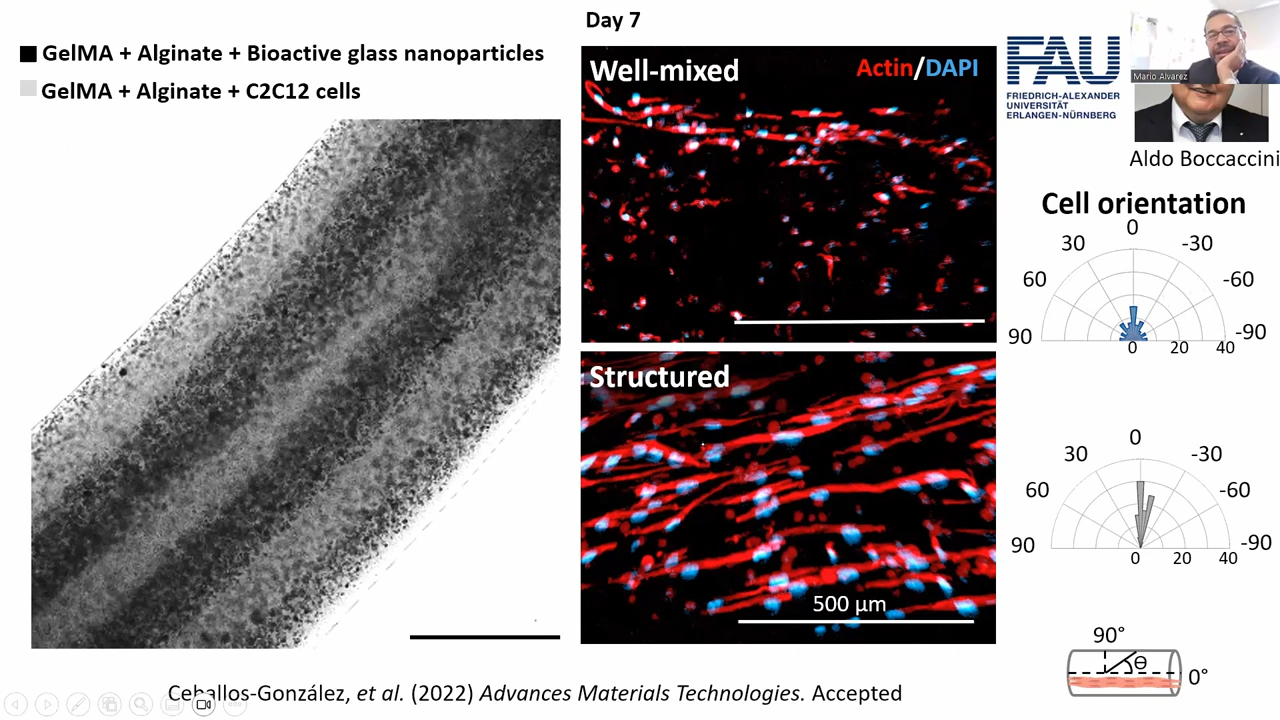 Day 7
GelMA + Alginate + Bioactive glass nanoparticles
GelMA + Alginate + C2C12 cells
Well-mixed
Actin/DAPI
Structured
500 µm
FAU
FRIEDRICH-ALEXANDER
UNIVERSITÄT
ERLANGEN-NÜRNBERG
Mario Alvarez
Aldo Boccaccini
Cell orientation
0
30
-30
60
-60
90
-90
0
20
40
0
30
-30
60
-60
90
-90
0
20
40
90°
θ
0°
Ceballos-González, et al. (2022) Advances Materials Technologies. Accepted